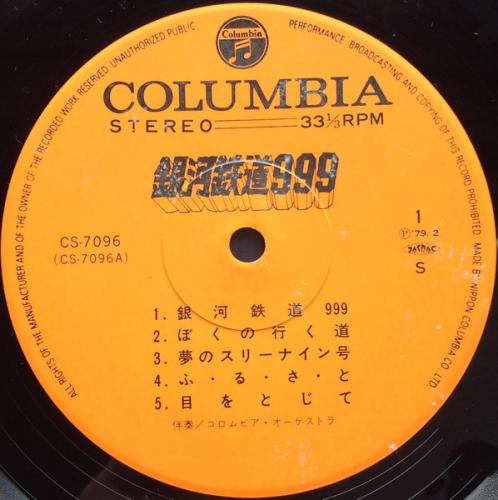 ALL RIGHTS OF THE MANUFACTURER AND OF THE OWNER OF THE RECORDED WORK RESERVED. UNAUTHORIZED PUBLIC PERFORMANCE, BROADCASTING AND COPYING OF THIS RECORD PROHIBITED. MADE BY NIPPON COLUMBIA CO. LTD.
Columbia
COLUMBIA
STEREO 33⅓ RPM
銀河鉄道999
CS-7096
(CS-7096A)
1
Ⓟ'79. 2
JASRAC
S
1. 銀河鉄道 999
2. ぼくの行く道
3. 夢のスリーナイン号
4. ふ・る・さ・と
5. 目をとじて
伴奏/コロムビア・オーケストラ